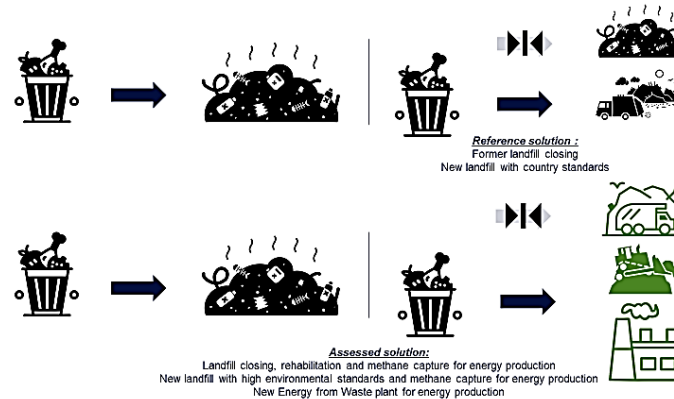 Reference solution :
Former landfill closing
New landfill with country standards
Assessed solution:
Landfill closing, rehabilitation and methane capture for energy production
New landfill with high environmental standards and methane capture for energy production
New Energy from Waste plant for energy production